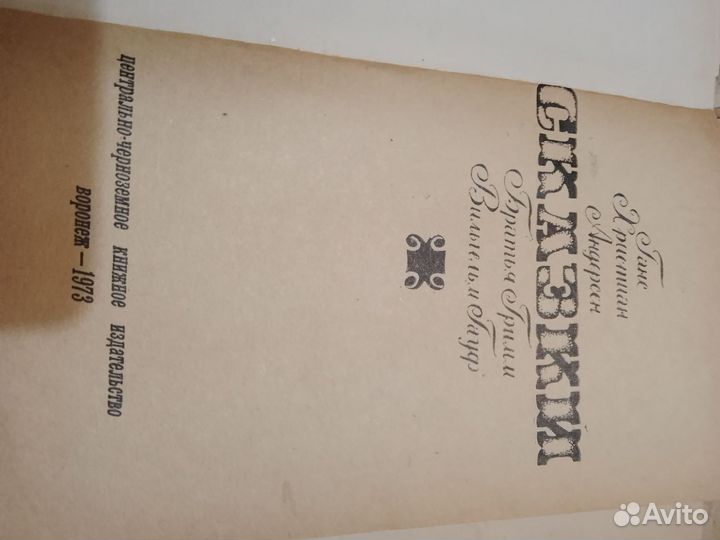 Ганс
Христиан
Андерсен
СКАЗКИ
Братья Гримм
Вильгельм Гауф
центрально-черноземное книжное издательство
воронеж—1973
Avito